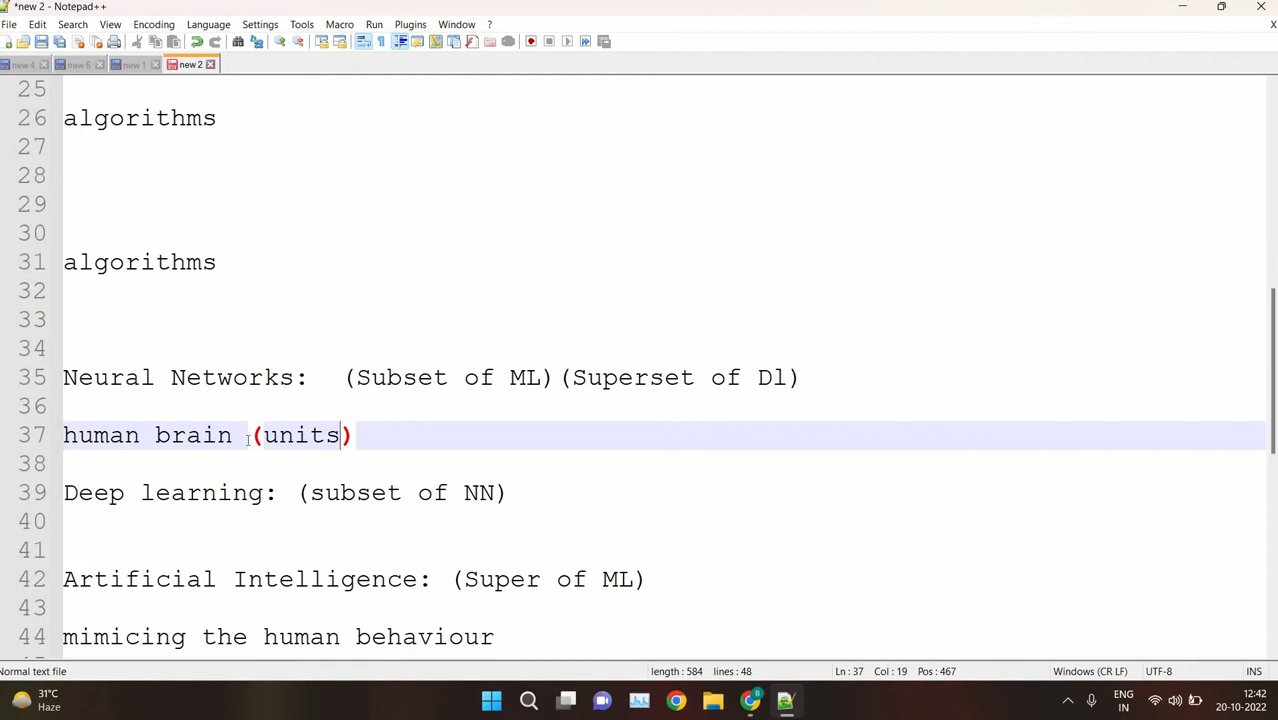 *new 2 - Notepad++
File Edit Search View Encoding Language Settings Tools Macro Run Plugins Window ?
new 4 new 6 new 1 new 2
25
26 algorithms
27
28
29
30
31 algorithms
32
33
34
35 Neural Networks: (Subset of ML)(Superset of Dl)
36
37 human brain (units)
38
39 Deep learning: (subset of NN)
40
41
42 Artificial Intelligence: (Super of ML)
43
44 mimicing the human behaviour
Normal text file length : 584 lines : 48 Ln : 37 Col : 19 Pos : 467 Windows (CR LF) UTF-8 INS
31°C
Haze
ENG
IN
12:42
20-10-2022